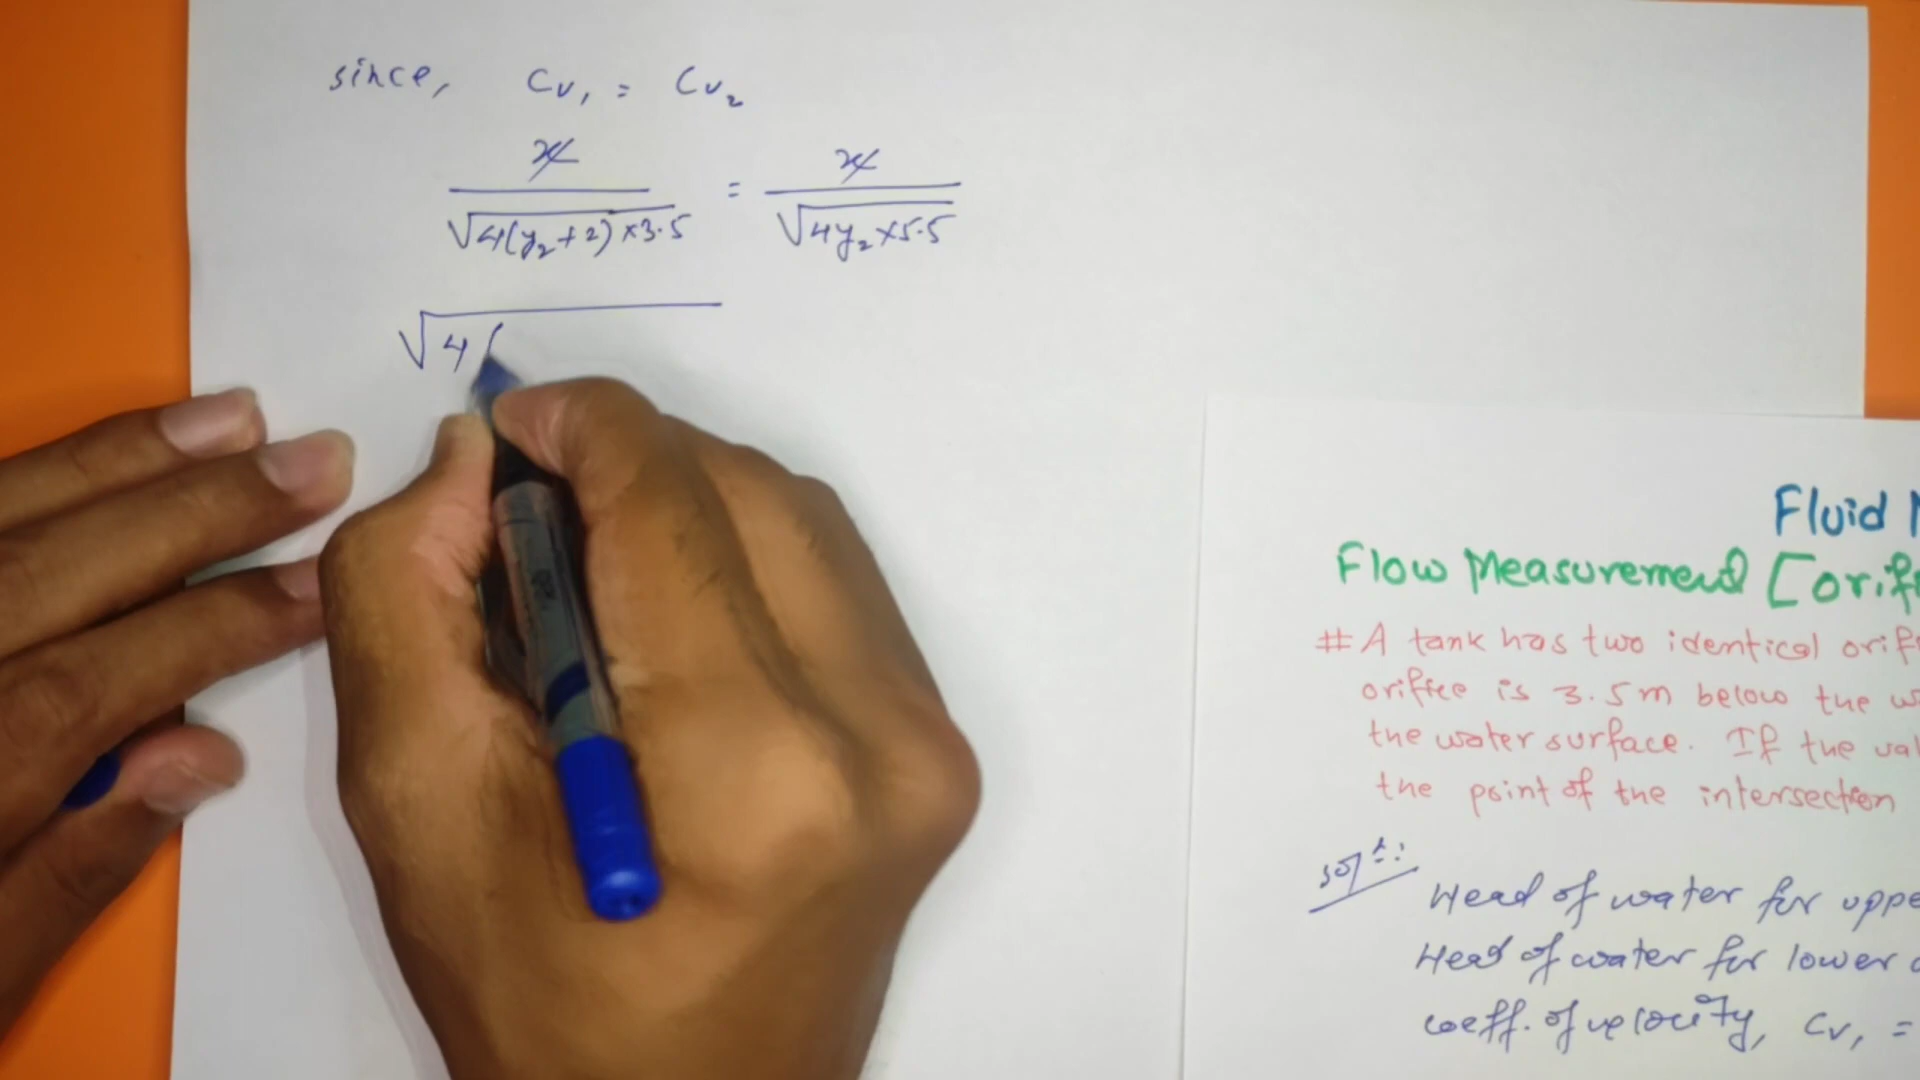 since, Cv₁ = Cv₂
x/√4(y₂+2)×3.5 = x/√4y₂×5.5
√4(
Fluid
Flow Measurement [orif
# A tank has two identical orif
orifice is 3.5m below the w
the water surface. If the val
the point of the intersection
solⁿ:
Head of water for uppe
Head of water for lower o
coeff. of velocity, Cv₁ =